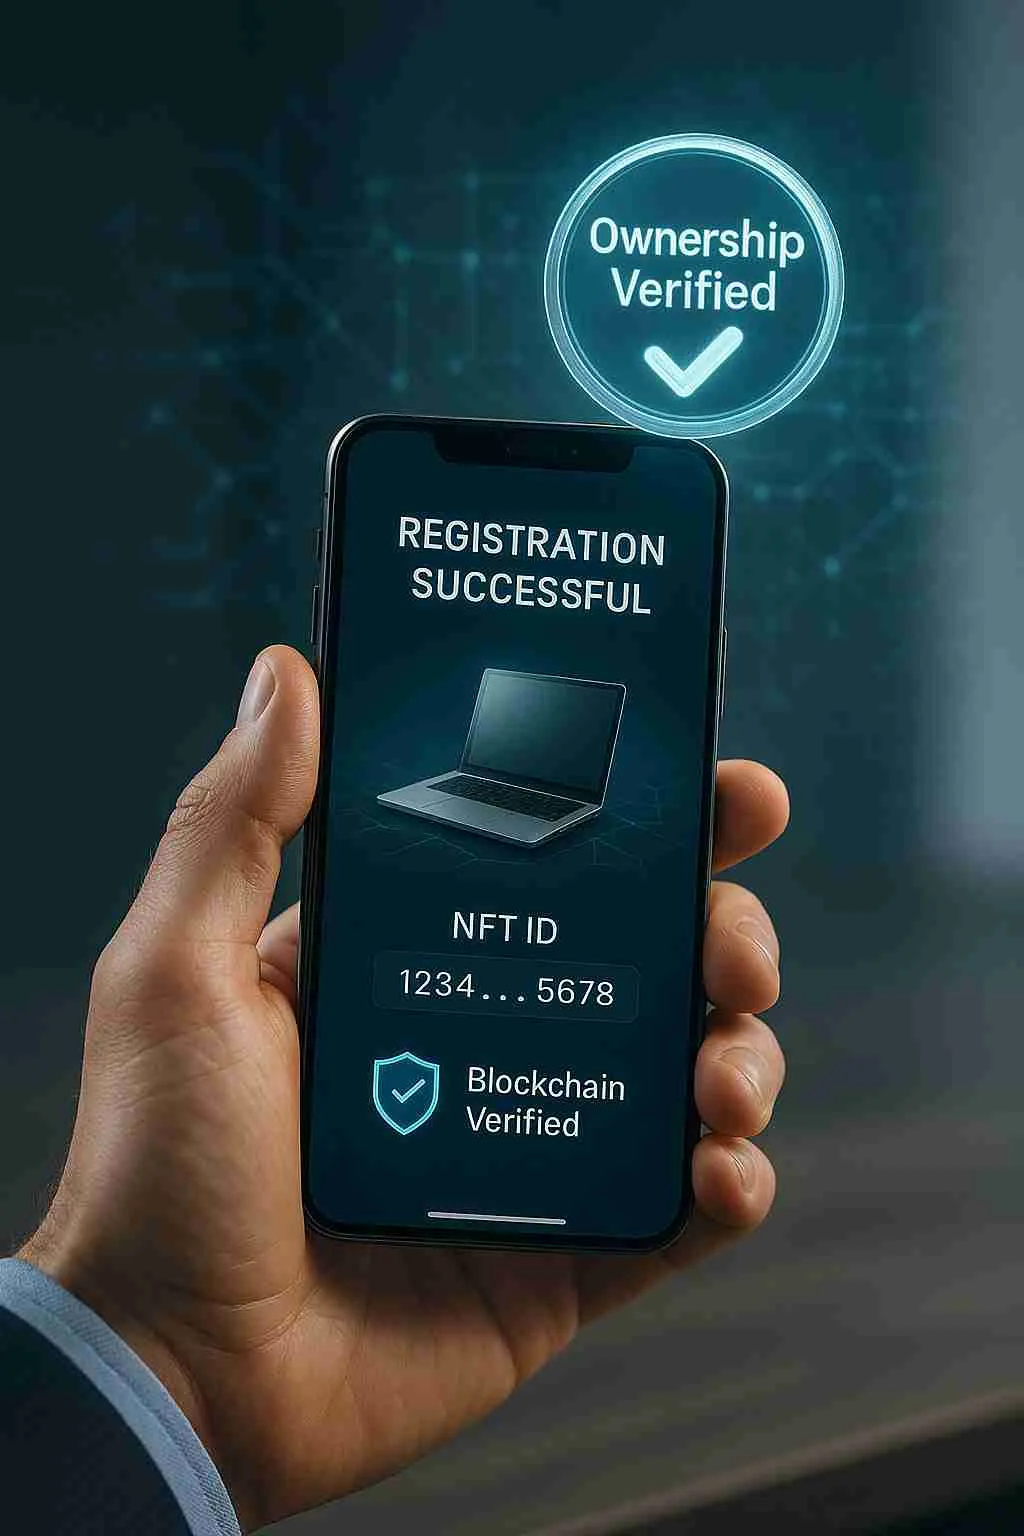 Ownership
Verified
REGISTRATION
SUCCESSFUL
NFT ID
1234...5678
Blockchain
Verified